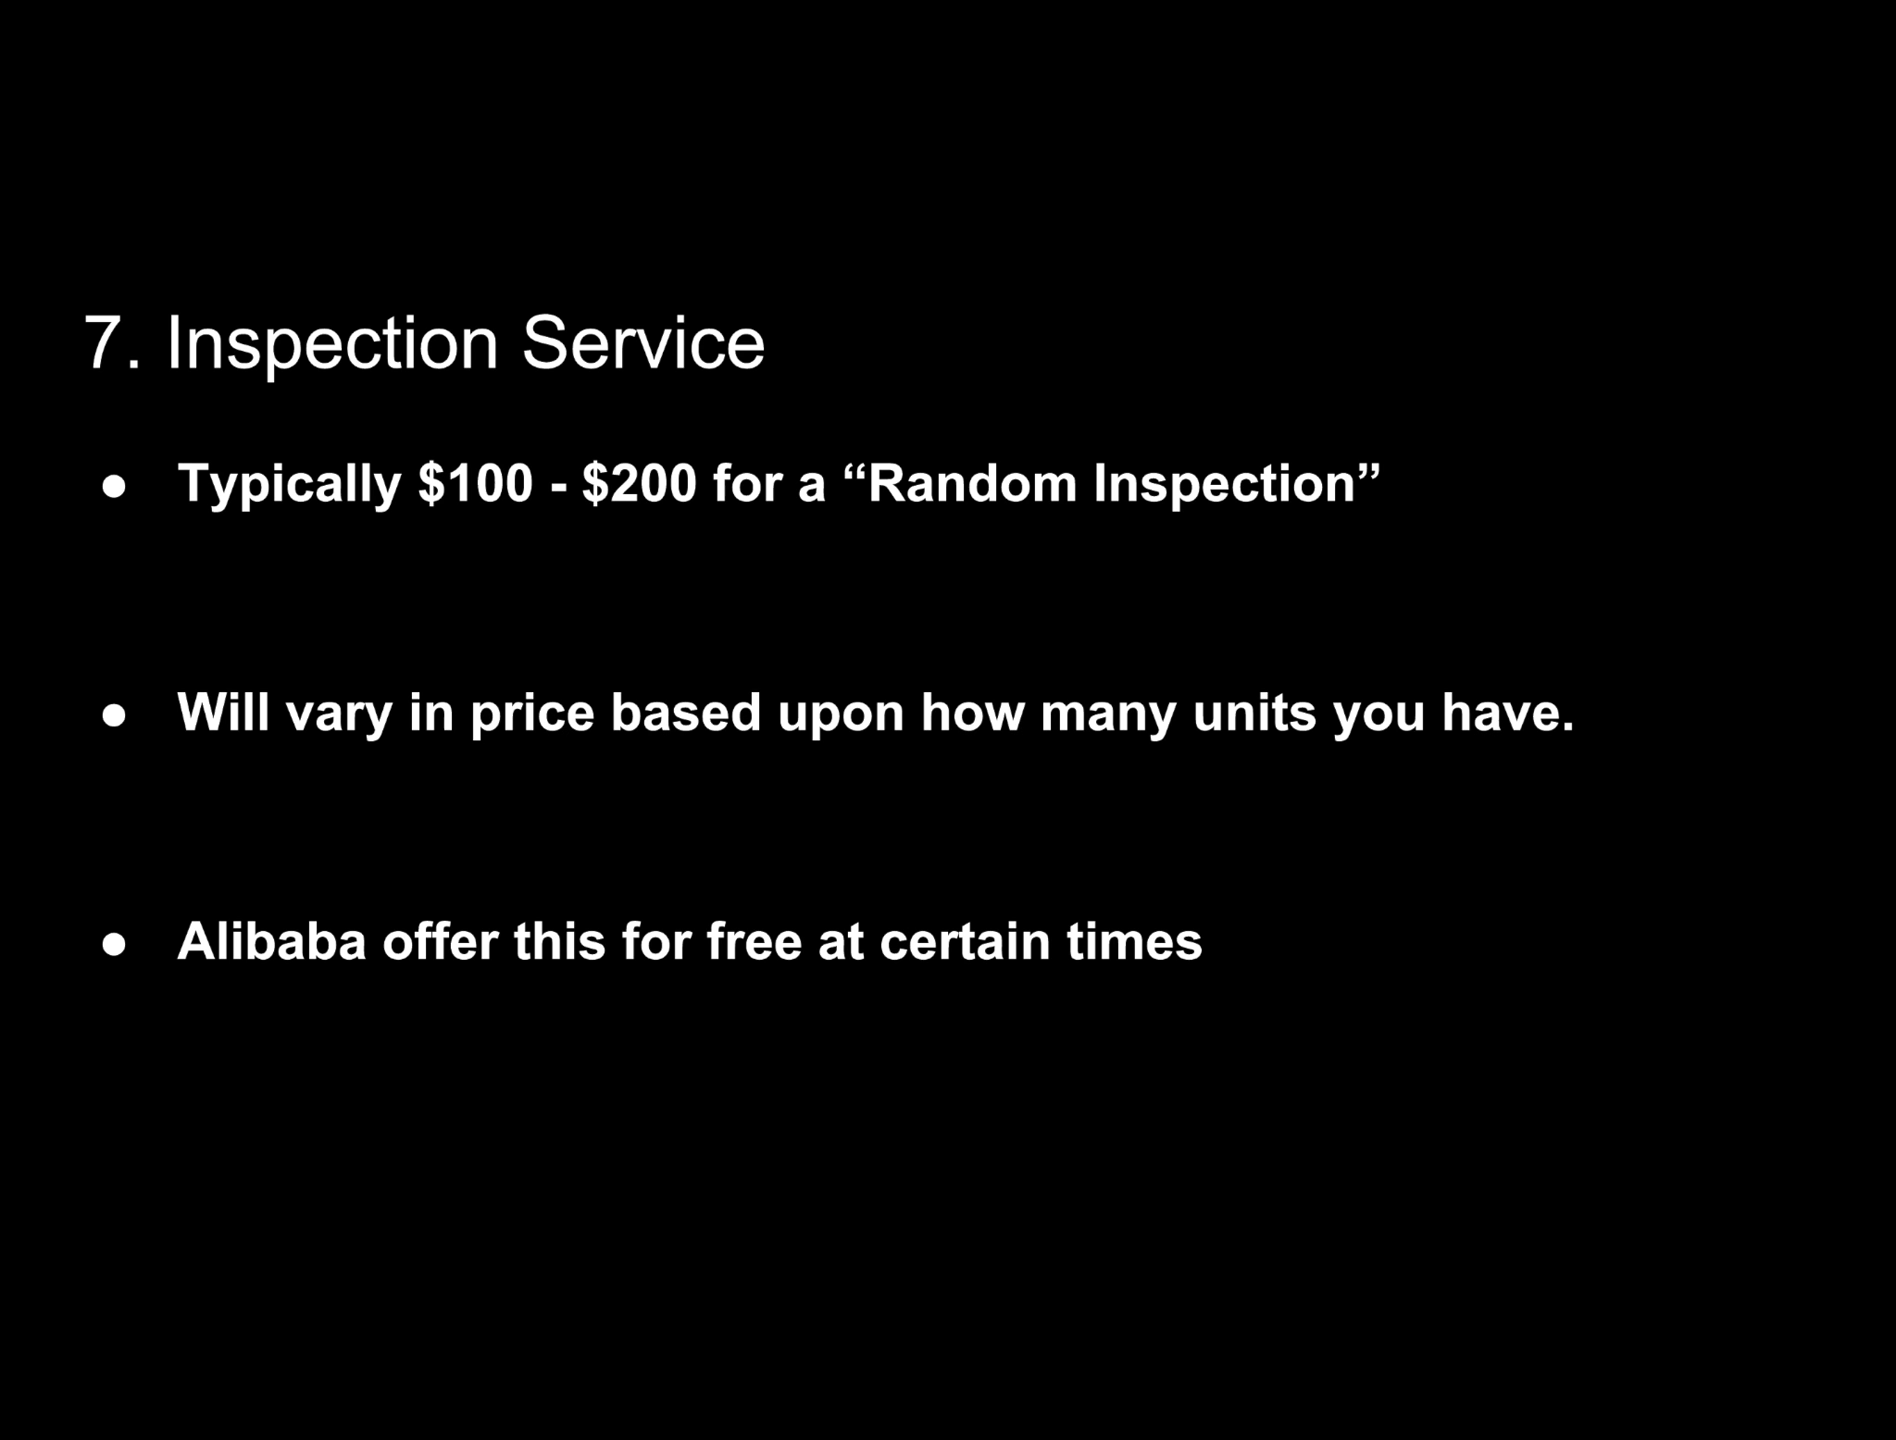 7. Inspection Service
● Typically $100 - $200 for a “Random Inspection”
● Will vary in price based upon how many units you have.
● Alibaba offer this for free at certain times